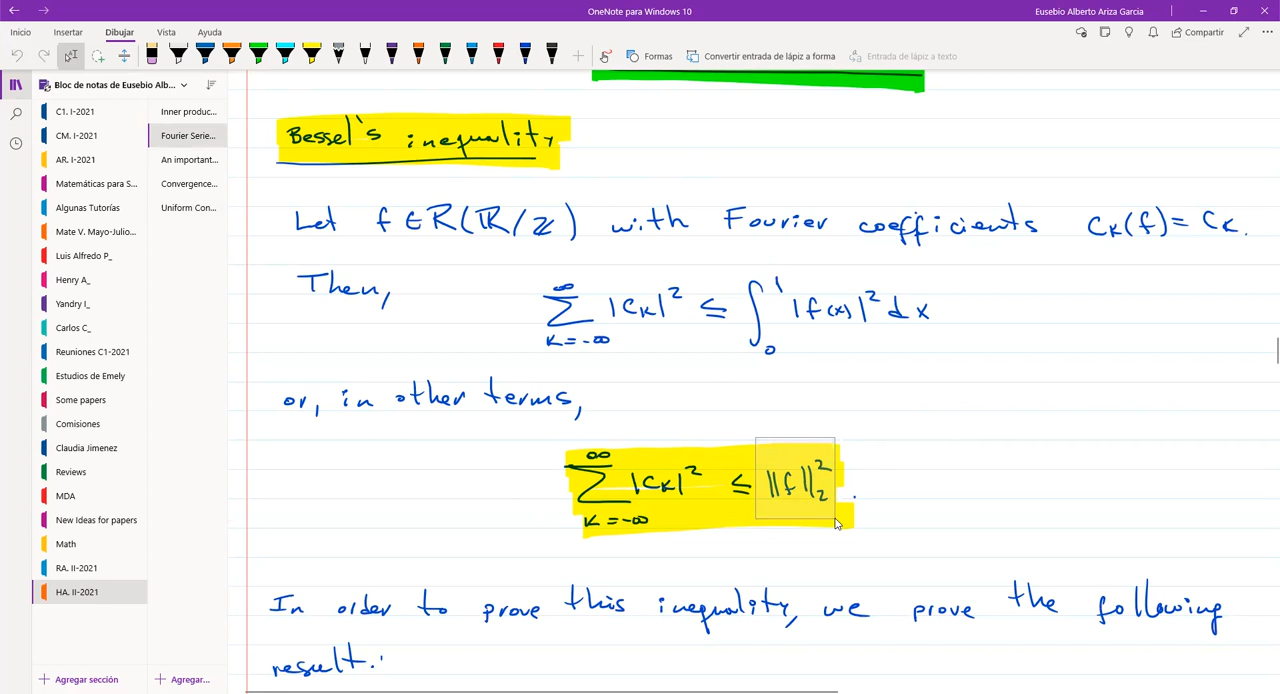 OneNote para Windows 10
Eusebio Alberto Ariza Garcia
Inicio Insertar Dibujar Vista Ayuda
Compartir
Formas Convertir entrada de lápiz a forma Entrada de lápiz a texto
Bloc de notas de Eusebio Alb...
C1. I-2021
CM. I-2021
AR. I-2021
Matemáticas para S...
Algunas Tutorías
Mate V. Mayo-Julio...
Luis Alfredo P_
Henry A_
Yandry I_
Carlos C_
Reuniones C1-2021
Estudios de Emely
Some papers
Comisiones
Claudia Jimenez
Reviews
MDA
New Ideas for papers
Math
RA. II-2021
HA. II-2021
Agregar sección
Inner produc...
Fourier Serie...
An important...
Convergence...
Uniform Con...
Agregar...
Bessel's inequality
Let f ∈ R(ℝ/ℤ) with Fourier coefficients C_K(f) = C_K.
Then,
∑_{K=-∞}^{∞} |C_K|^2 ≤ ∫_0^1 |f(x)|^2 dx
or, in other terms,
∑_{K=-∞}^{∞} |C_K|^2 ≤ ||f||_2^2.
In order to prove this inequality, we prove the following
result: